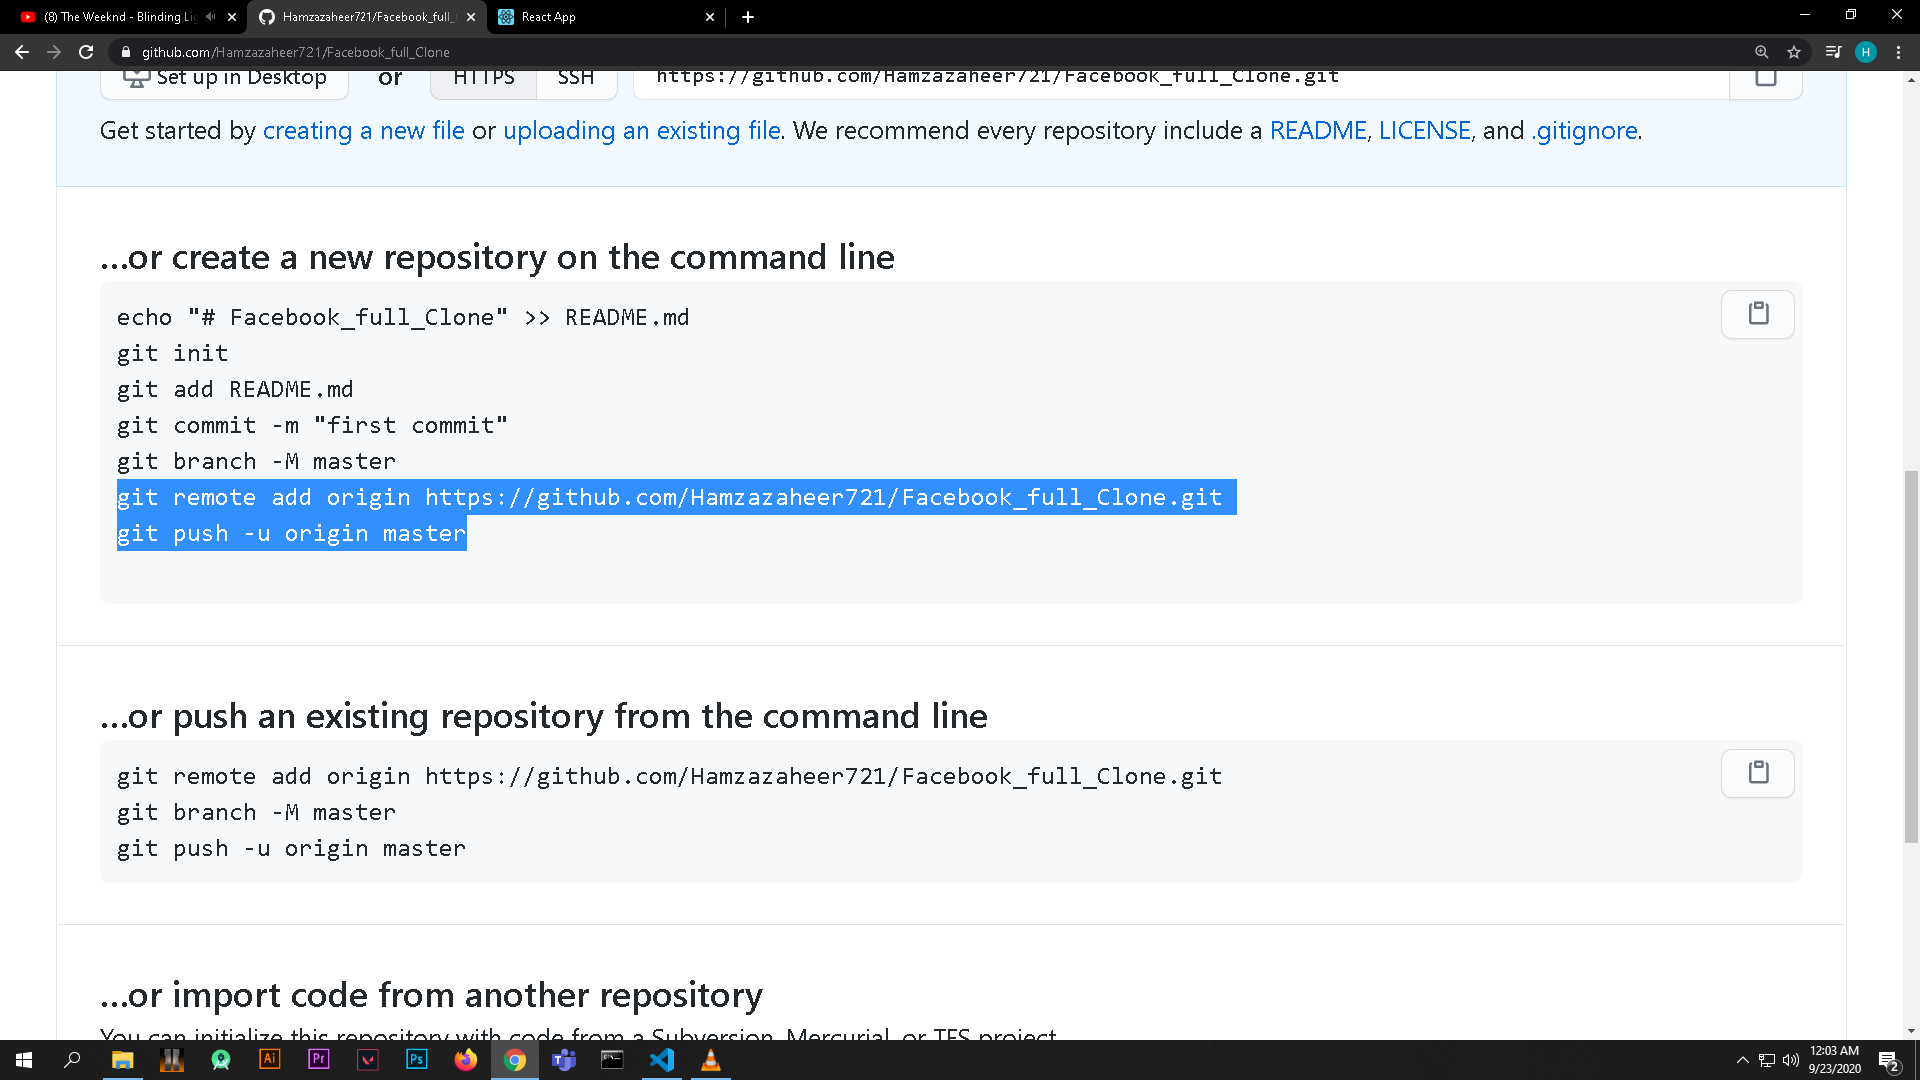 (8) The Weeknd - Blinding Li
Hamzazaheer721/Facebook_full_
React App
github.com/Hamzazaheer721/Facebook_full_Clone
H
Set up in Desktop or HTTPS SSH https://github.com/Hamzazaheer721/Facebook_full_Clone.git
Get started by creating a new file or uploading an existing file. We recommend every repository include a README, LICENSE, and .gitignore.
...or create a new repository on the command line
echo "# Facebook_full_Clone" >> README.md
git init
git add README.md
git commit -m "first commit"
git branch -M master
git remote add origin https://github.com/Hamzazaheer721/Facebook_full_Clone.git
git push -u origin master
...or push an existing repository from the command line
git remote add origin https://github.com/Hamzazaheer721/Facebook_full_Clone.git
git branch -M master
git push -u origin master
...or import code from another repository
You can initialize this repository with code from a Subversion, Mercurial, or TFS project.
Ai Pr Ps
12:03 AM
9/23/2020
2